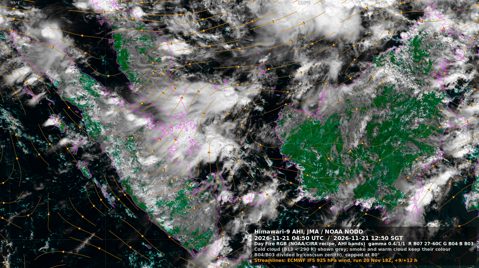 Himawari-9 AHI, JMA / NOAA NODD
2026-11-21 04:50 UTC / 2026-11-21 12:50 SGT
Day Fire RGB (NOAA/CIRA recipe, AHI bands) gamma 0.4/1/1 R B07 27-60C G B04 B B03
Cold cloud (B13 < 290 K) shown grey; smoke and warm cloud keep their colour
B04/B03 divided by cos(sun zenith), capped at 80°
Streamlines: ECMWF IFS 925 hPa wind, run 20 Nov 18Z, +9/+12 h